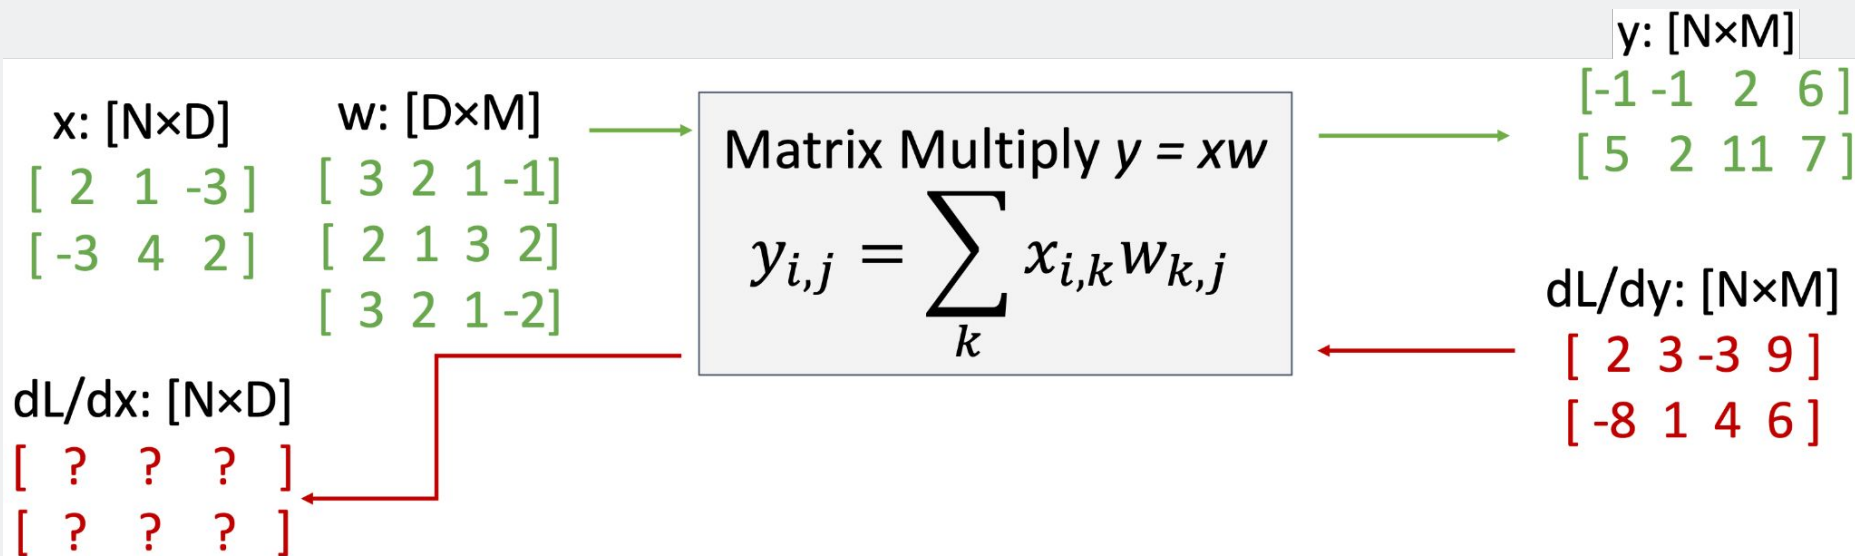 x: [N×D]
[ 2 1 -3 ]
[ -3 4 2 ]
w: [D×M]
[ 3 2 1 -1]
[ 2 1 3 2]
[ 3 2 1 -2]
Matrix Multiply y = xw
y_{i,j} = \sum_k x_{i,k} w_{k,j}
y: [N×M]
[-1 -1 2 6 ]
[ 5 2 11 7 ]
dL/dy: [N×M]
[ 2 3 -3 9 ]
[ -8 1 4 6 ]
dL/dx: [N×D]
[ ? ? ? ]
[ ? ? ? ]